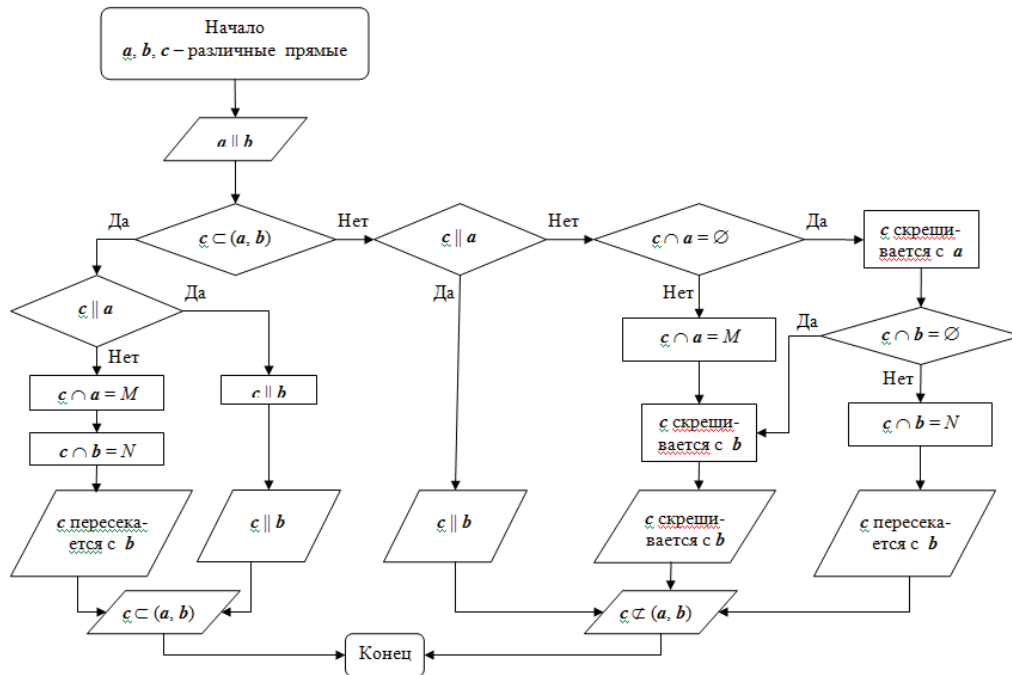 Начало
a, b, c – различные прямые
a || b
Да
c ⊂ (a, b)
Нет
c || a
Нет
c ∩ a = ∅
Да
c скрещи-
вается с a
c || a
Да
Да
Нет
Нет
c ∩ a = M
Да
c ∩ b = ∅
Нет
c ∩ a = M
c || b
c скрещи-
вается с b
c ∩ b = N
c ∩ b = N
c пересека-
ется с b
c || b
c || b
c скрещи-
вается с b
c пересека-
ется с b
c ⊂ (a, b)
c ⊄ (a, b)
Конец